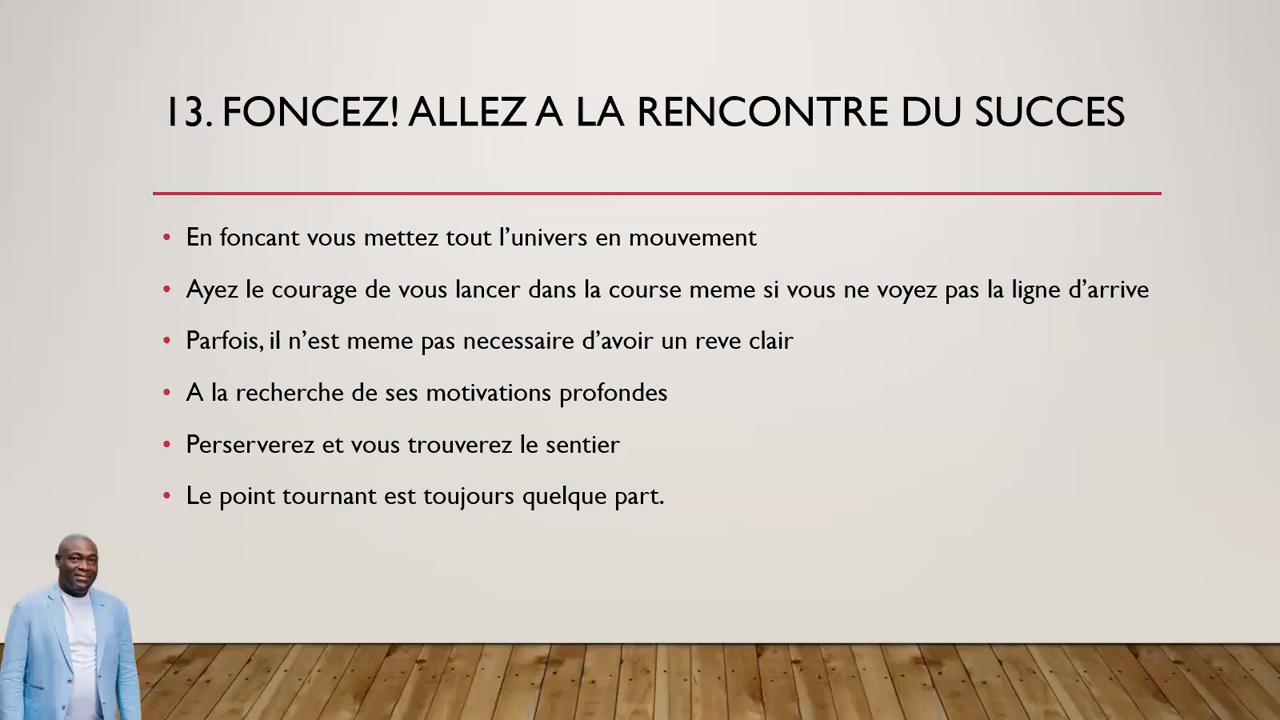 13. FONCEZ! ALLEZ A LA RENCONTRE DU SUCCES
• En foncant vous mettez tout l’univers en mouvement
• Ayez le courage de vous lancer dans la course meme si vous ne voyez pas la ligne d’arrive
• Parfois, il n’est meme pas necessaire d’avoir un reve clair
• A la recherche de ses motivations profondes
• Perserverez et vous trouverez le sentier
• Le point tournant est toujours quelque part.